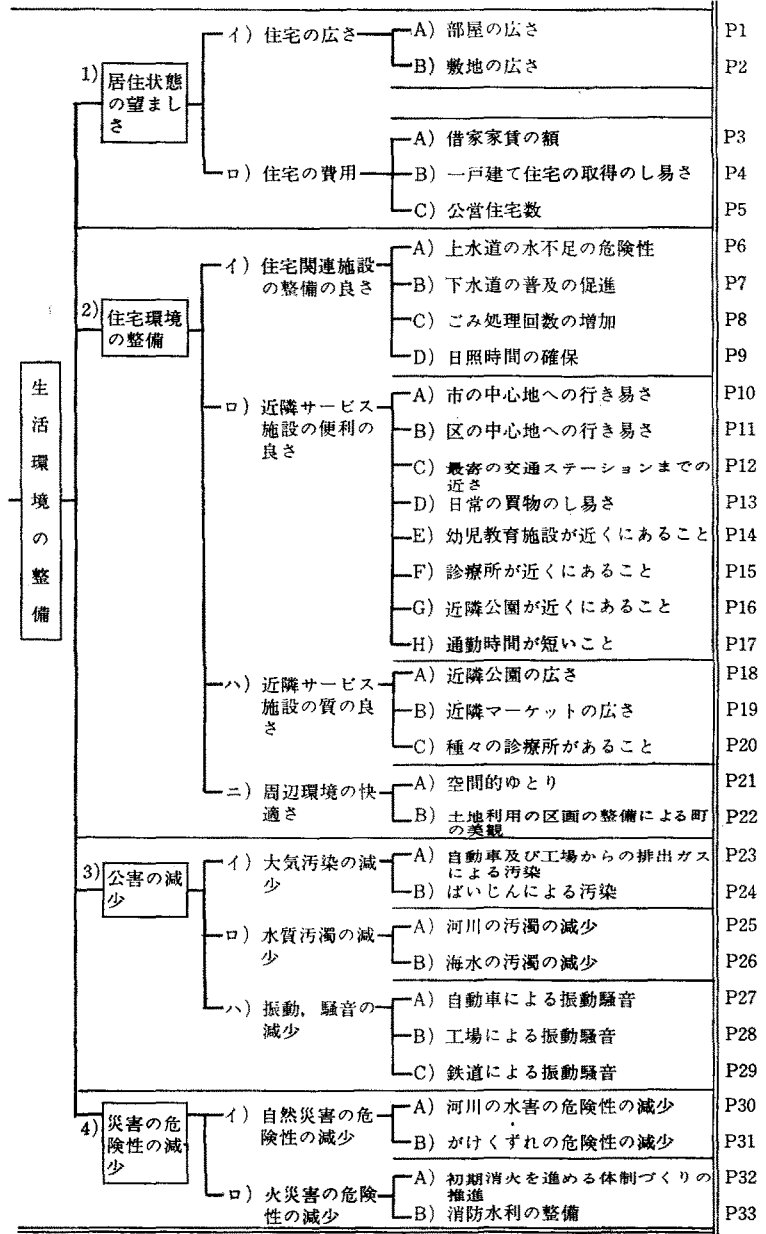 生活環境の整備
1) 居住状態
の望まし
さ
イ) 住宅の広さ
A) 部屋の広さ P1
B) 敷地の広さ P2
ロ) 住宅の費用
A) 借家家賃の額 P3
B) 一戸建て住宅の取得のし易さ P4
C) 公営住宅数 P5
2) 住宅環境
の整備
イ) 住宅関連施設
の整備の良さ
A) 上水道の水不足の危険性 P6
B) 下水道の普及の促進 P7
C) ごみ処理回数の増加 P8
D) 日照時間の確保 P9
ロ) 近隣サービス
施設の便利の
良さ
A) 市の中心地への行き易さ P10
B) 区の中心地への行き易さ P11
C) 最寄の交通ステーションまでの
近さ P12
D) 日常の買物のし易さ P13
E) 幼児教育施設が近くにあること P14
F) 診療所が近くにあること P15
G) 近隣公園が近くにあること P16
H) 通勤時間が短いこと P17
ハ) 近隣サービス
施設の質の良
さ
A) 近隣公園の広さ P18
B) 近隣マーケットの広さ P19
C) 種々の診療所があること P20
ニ) 周辺環境の快
適さ
A) 空間的ゆとり P21
B) 土地利用の区画の整備による町
の美観 P22
3) 公害の減
少
イ) 大気汚染の減
少
A) 自動車及び工場からの排出ガス
による汚染 P23
B) ばいじんによる汚染 P24
ロ) 水質汚濁の減
少
A) 河川の汚濁の減少 P25
B) 海水の汚濁の減少 P26
ハ) 振動，騒音の
減少
A) 自動車による振動騒音 P27
B) 工場による振動騒音 P28
C) 鉄道による振動騒音 P29
4) 災害の危
険性の減
少
イ) 自然災害の危
険性の減少
A) 河川の水害の危険性の減少 P30
B) がけくずれの危険性の減少 P31
ロ) 火災害の危険
性の減少
A) 初期消火を進める体制づくりの
推進 P32
B) 消防水利の整備 P33